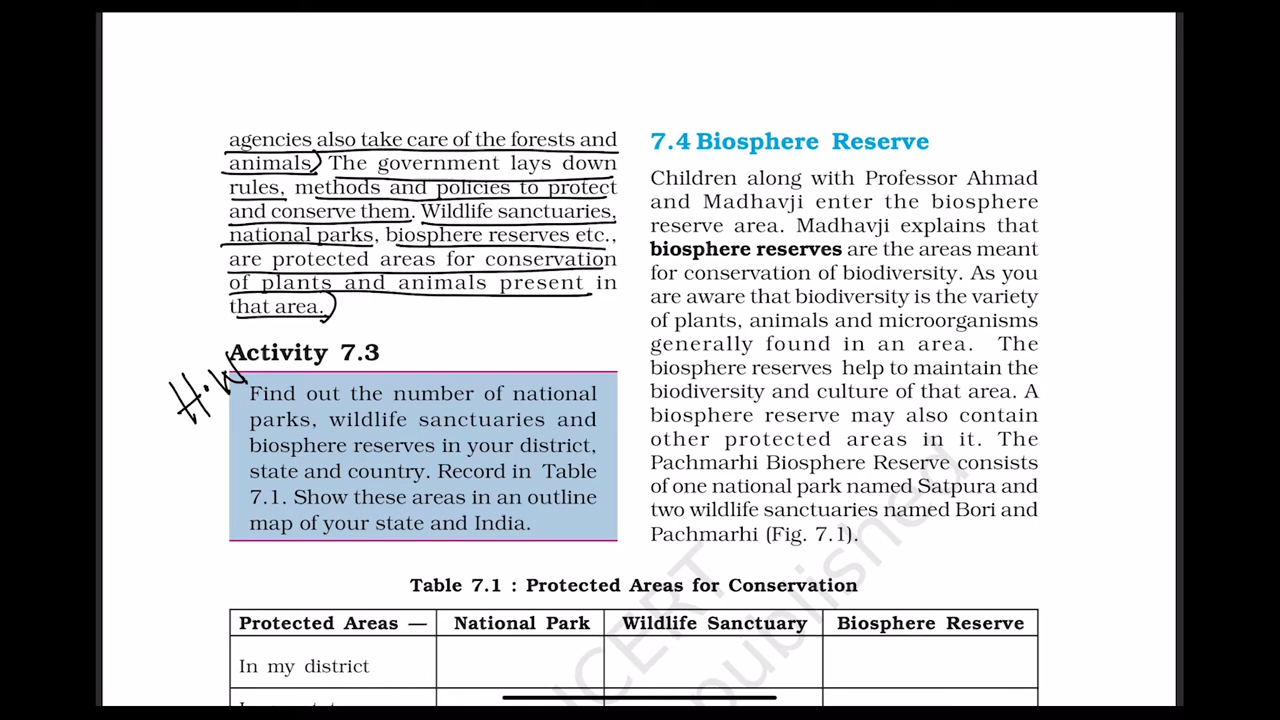 agencies also take care of the forests and
animals. The government lays down
rules, methods and policies to protect
and conserve them. Wildlife sanctuaries,
national parks, biosphere reserves etc.,
are protected areas for conservation
of plants and animals present in
that area.
H.W
Activity 7.3
Find out the number of national
parks, wildlife sanctuaries and
biosphere reserves in your district,
state and country. Record in Table
7.1. Show these areas in an outline
map of your state and India.
7.4 Biosphere Reserve
Children along with Professor Ahmad
and Madhavji enter the biosphere
reserve area. Madhavji explains that
biosphere reserves are the areas meant
for conservation of biodiversity. As you
are aware that biodiversity is the variety
of plants, animals and microorganisms
generally found in an area. The
biosphere reserves help to maintain the
biodiversity and culture of that area. A
biosphere reserve may also contain
other protected areas in it. The
Pachmarhi Biosphere Reserve consists
of one national park named Satpura and
two wildlife sanctuaries named Bori and
Pachmarhi (Fig. 7.1).
Table 7.1 : Protected Areas for Conservation
Protected Areas — National Park Wildlife Sanctuary Biosphere Reserve
In my district